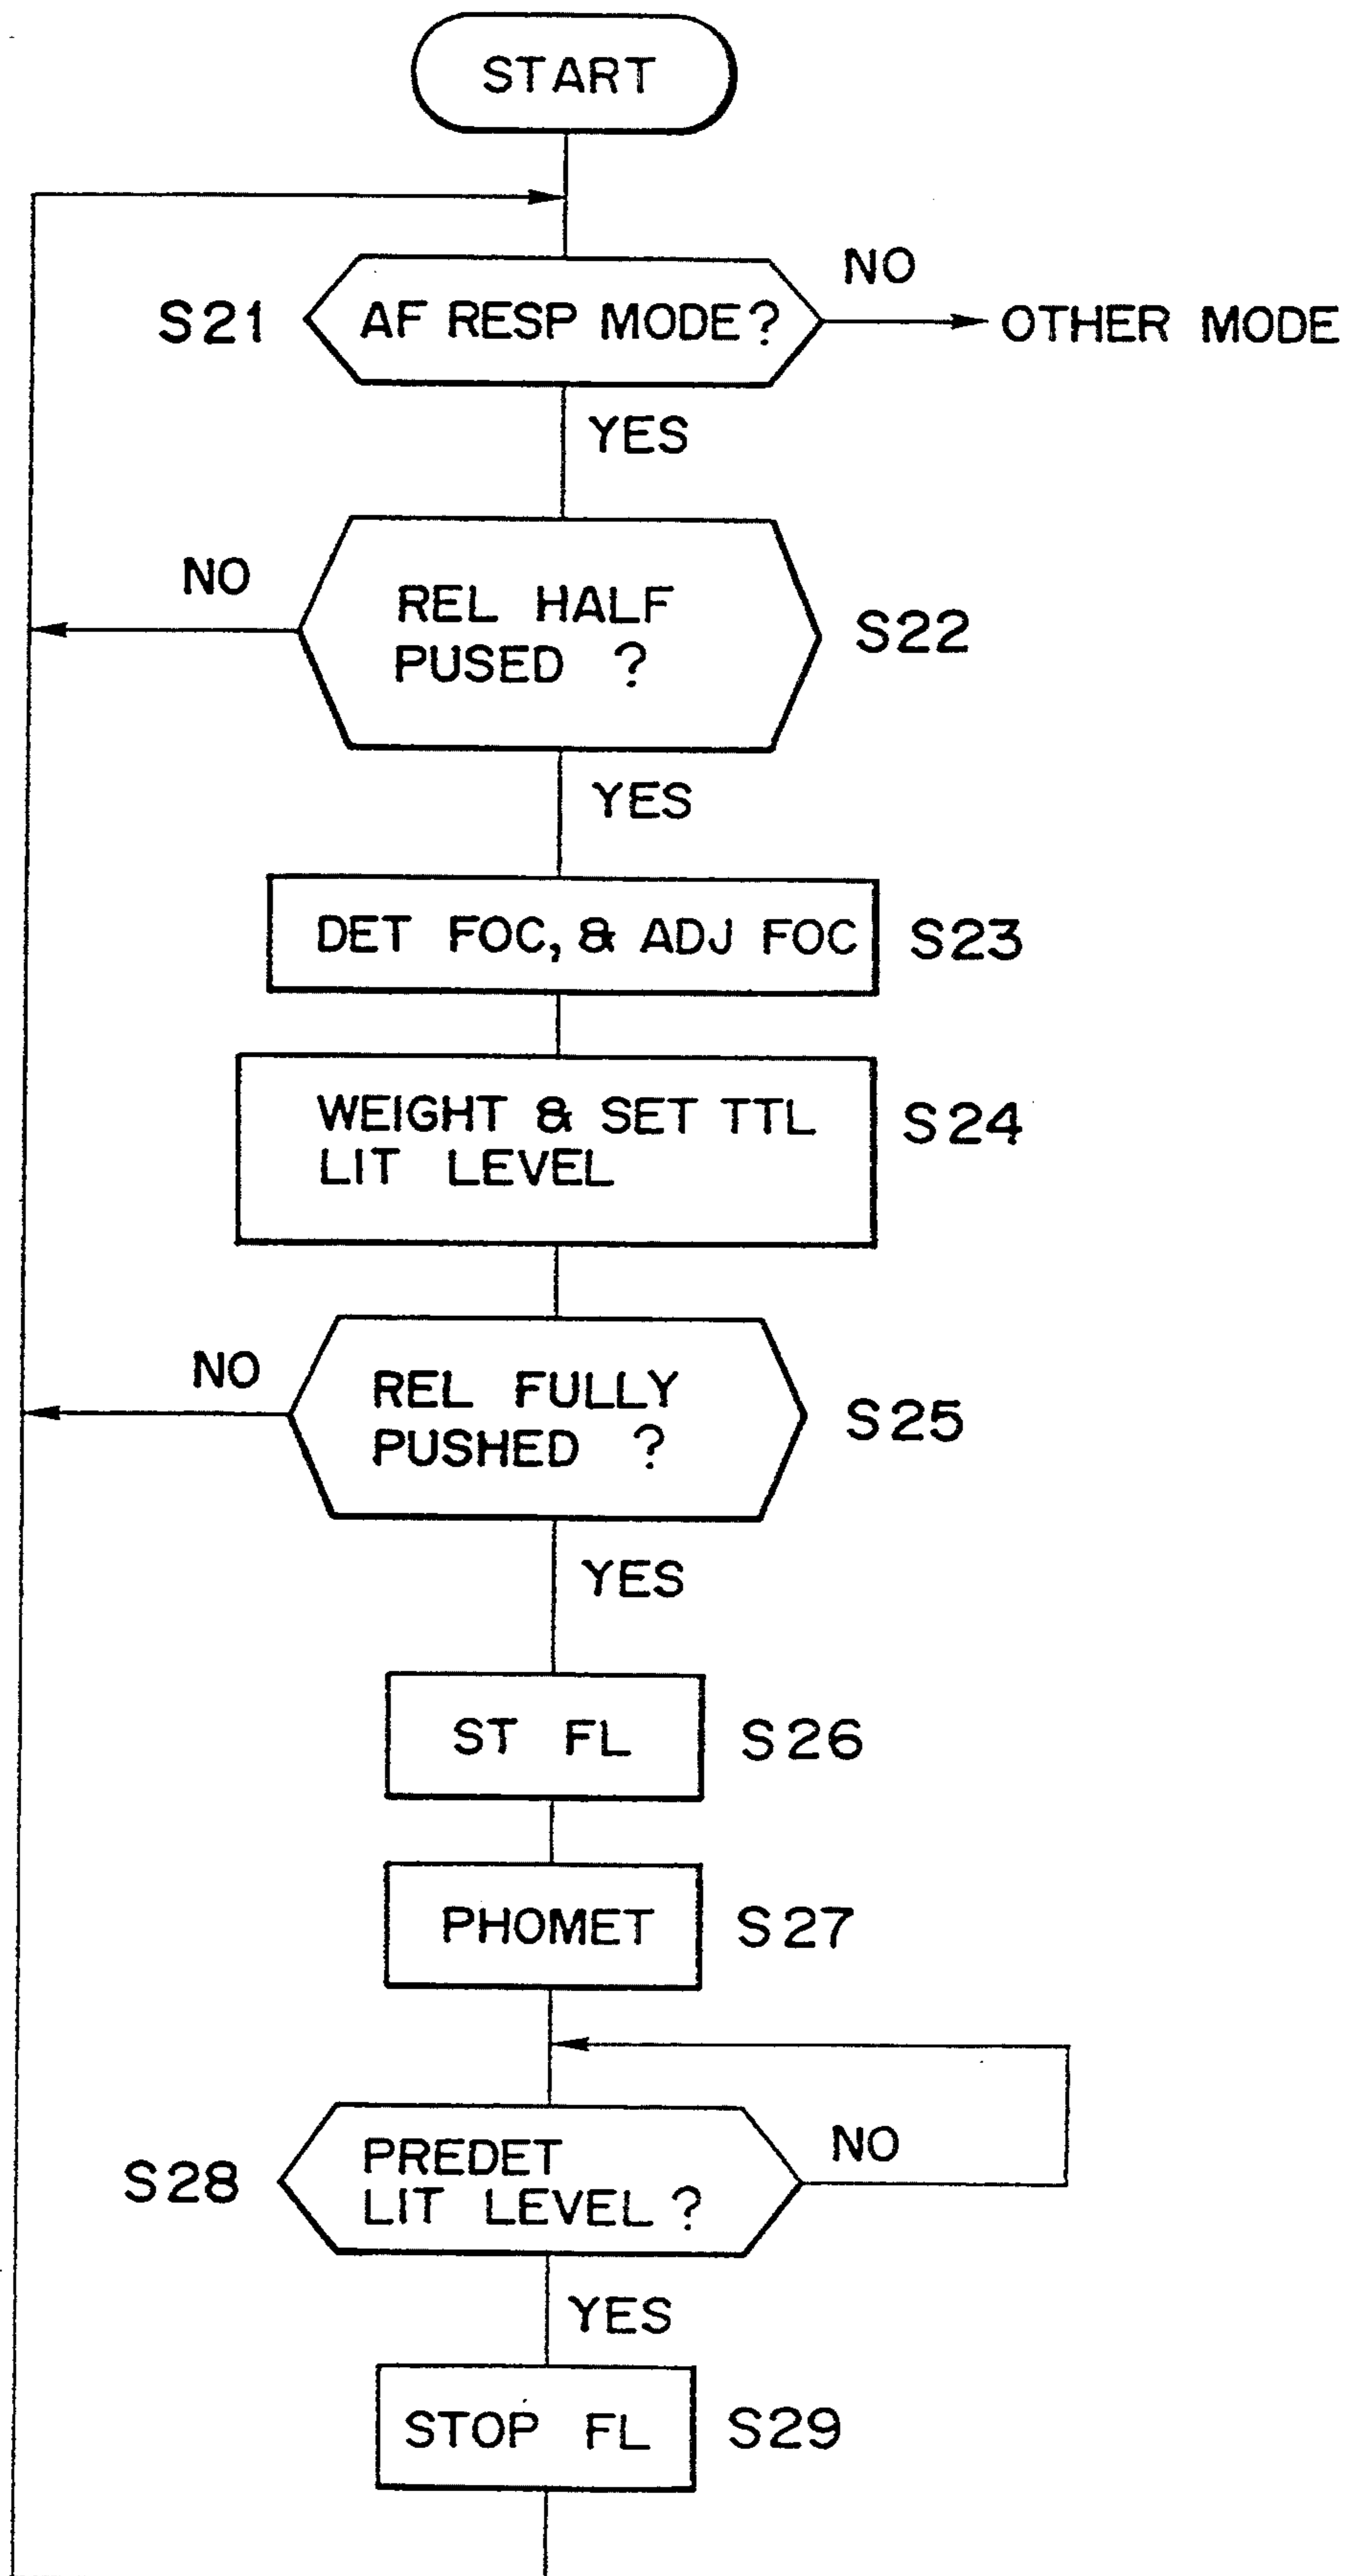 START
NO
S21 AF RESP MODE? OTHER MODE
YES
NO
REL HALF
PUSED ?
S22
YES
DET FOC, & ADJ FOC S23
WEIGHT & SET TTL
LIT LEVEL
S24
NO
REL FULLY
PUSHED ?
S25
YES
ST FL S26
PHOMET S27
S28
PREDET
LIT LEVEL ?
NO
YES
STOP FL S29